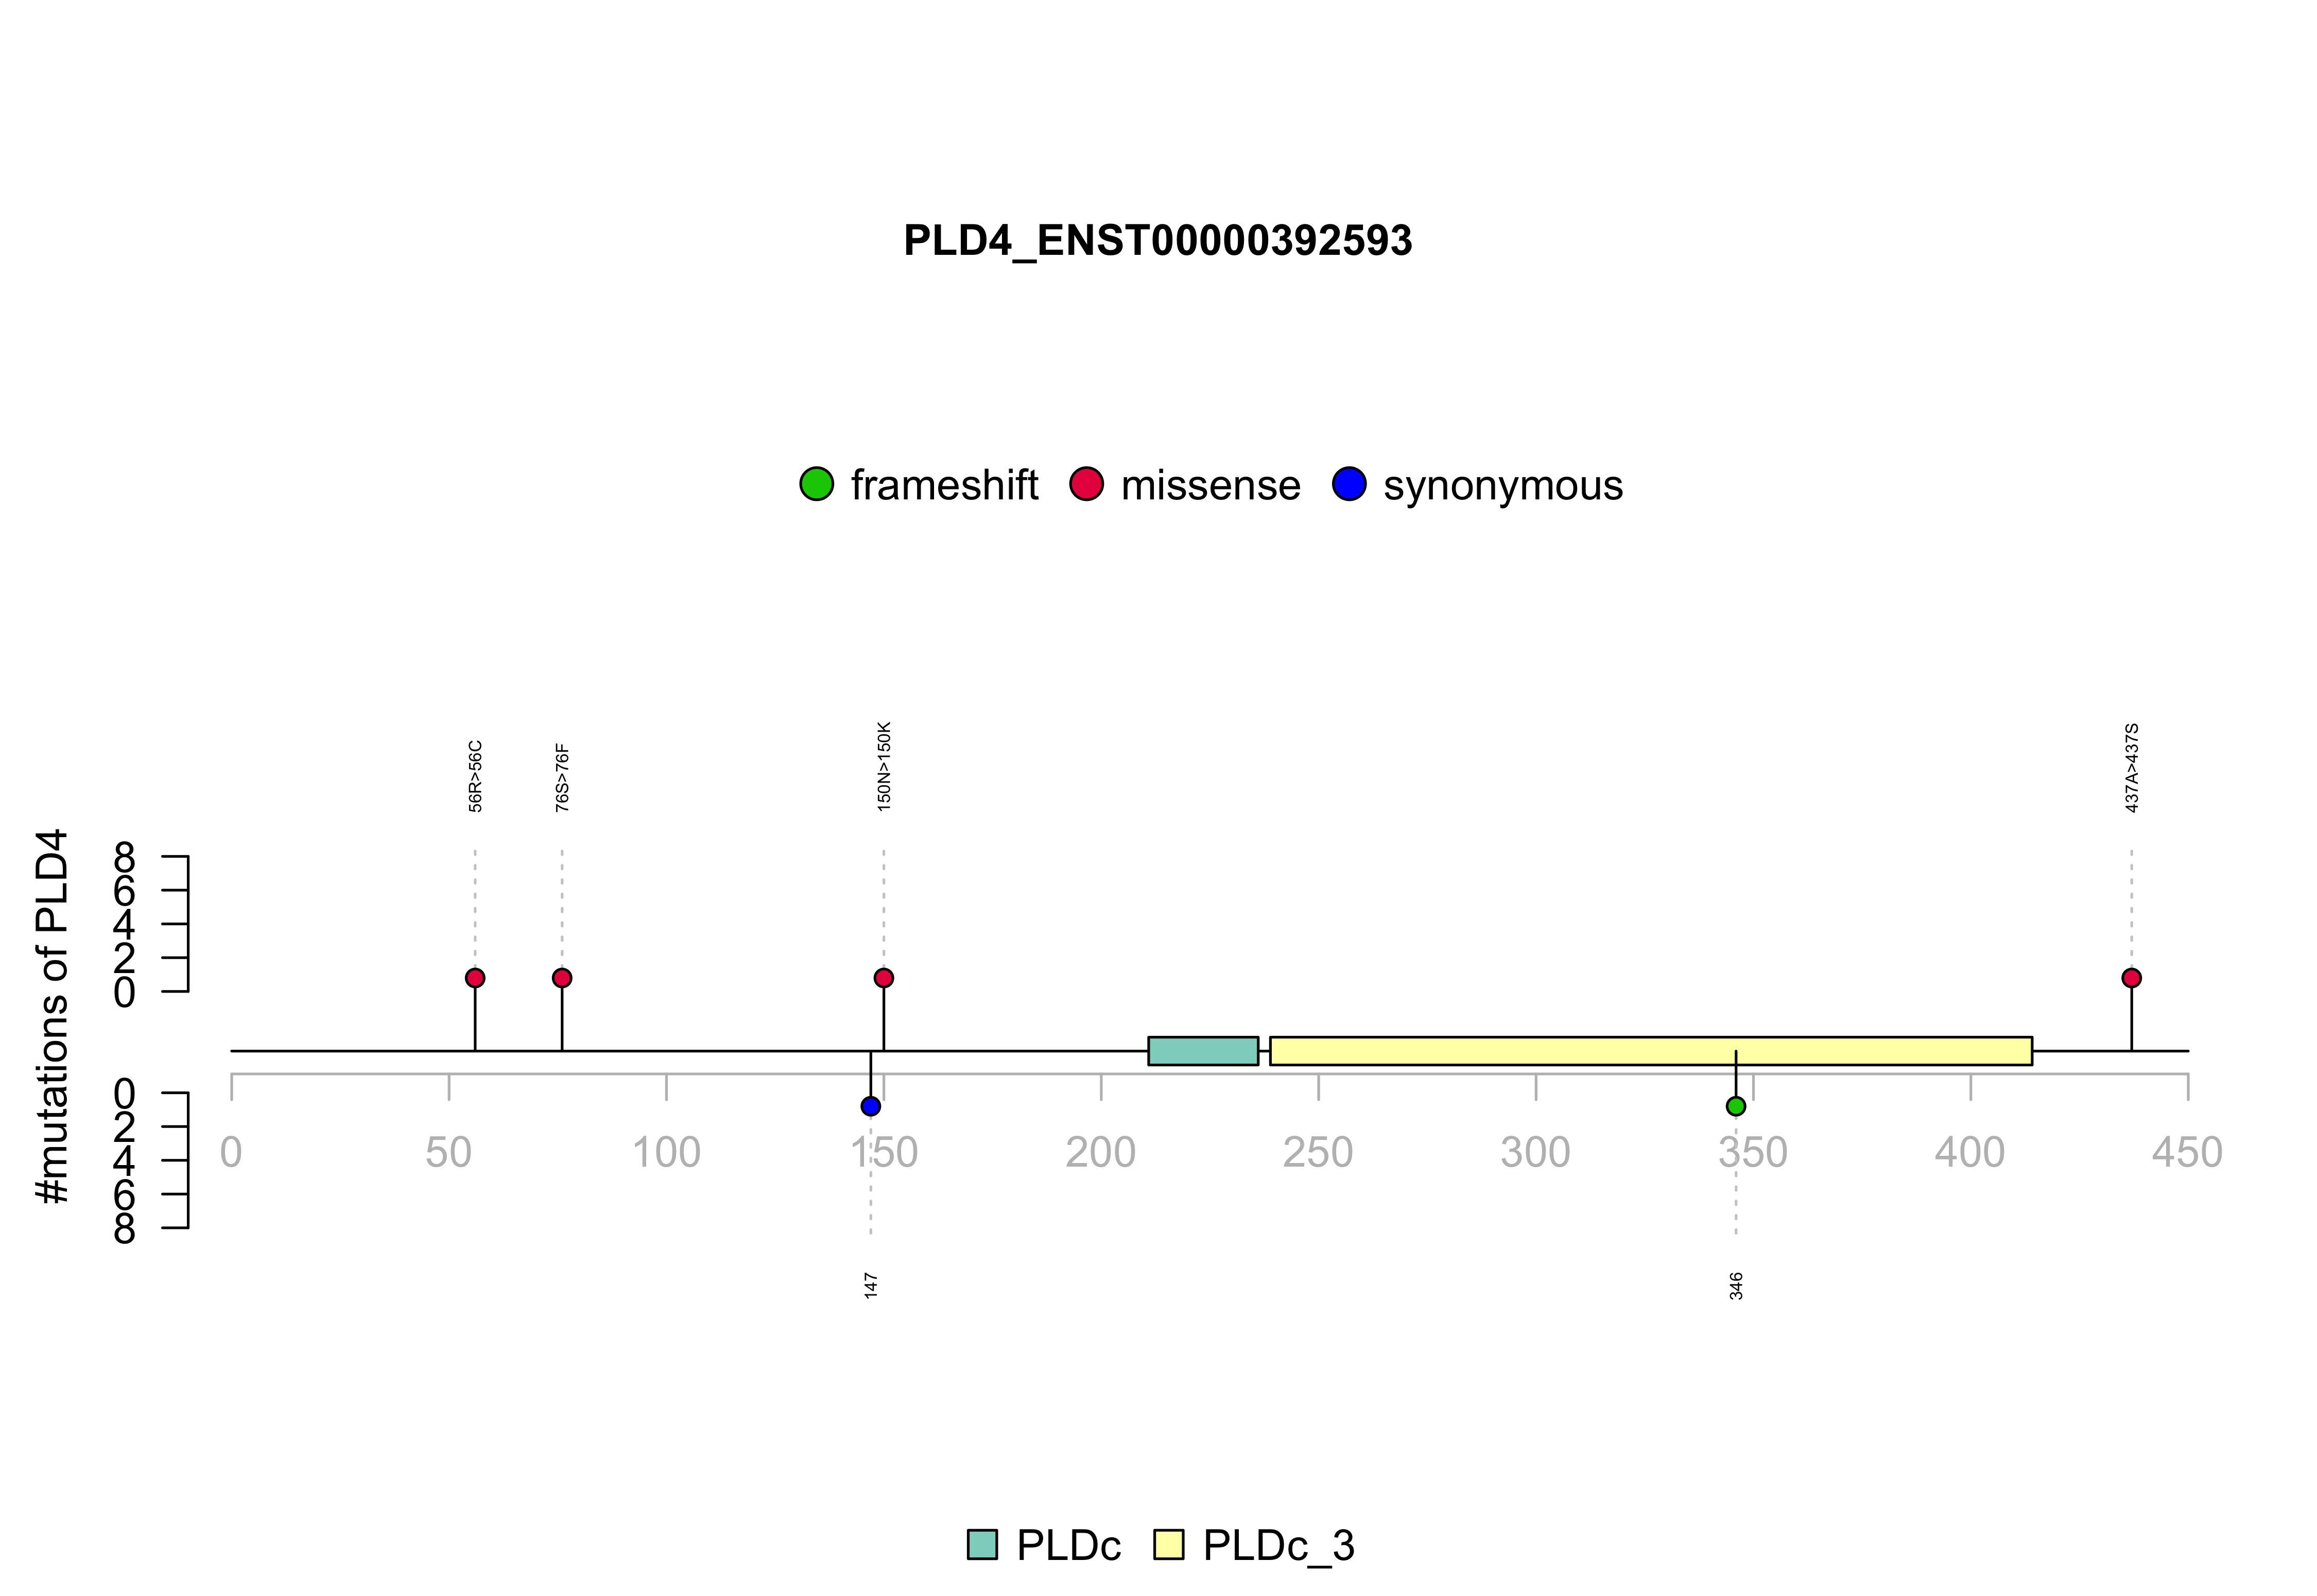 PLD4_ENST00000392593
frameshift missense synonymous
56R>56C
76S>76F
150N>150K
437A>437S
#mutations of PLD4
8
6
4
2
0
0
2
4
6
8
0 50 100 150 200 250 300 350 400 450
147
346
PLDc PLDc_3